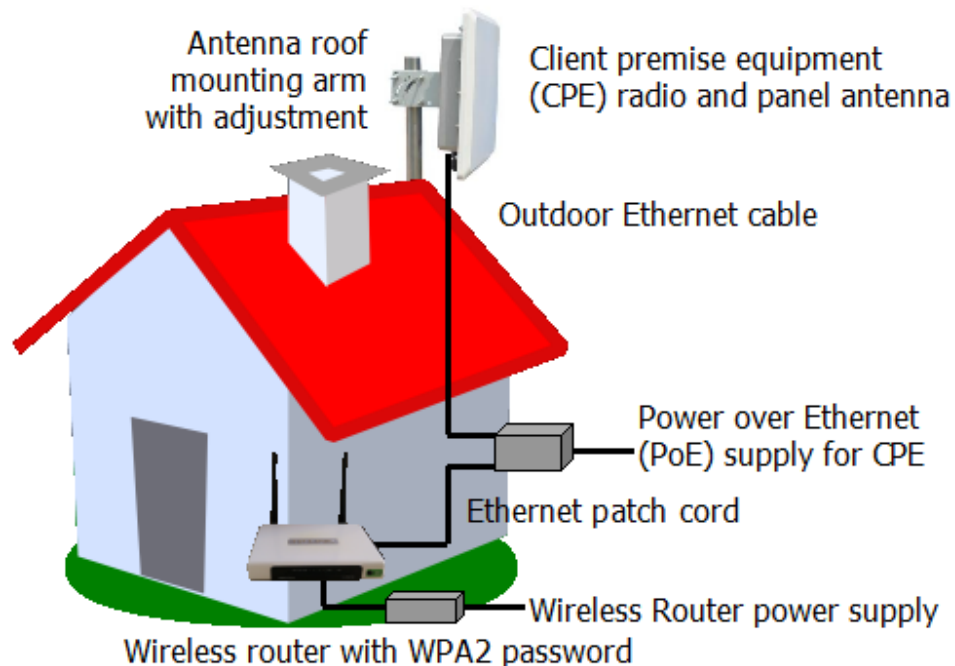 Antenna roof
mounting arm
with adjustment
Client premise equipment
(CPE) radio and panel antenna
Outdoor Ethernet cable
Power over Ethernet
(PoE) supply for CPE
Ethernet patch cord
Wireless Router power supply
Wireless router with WPA2 password